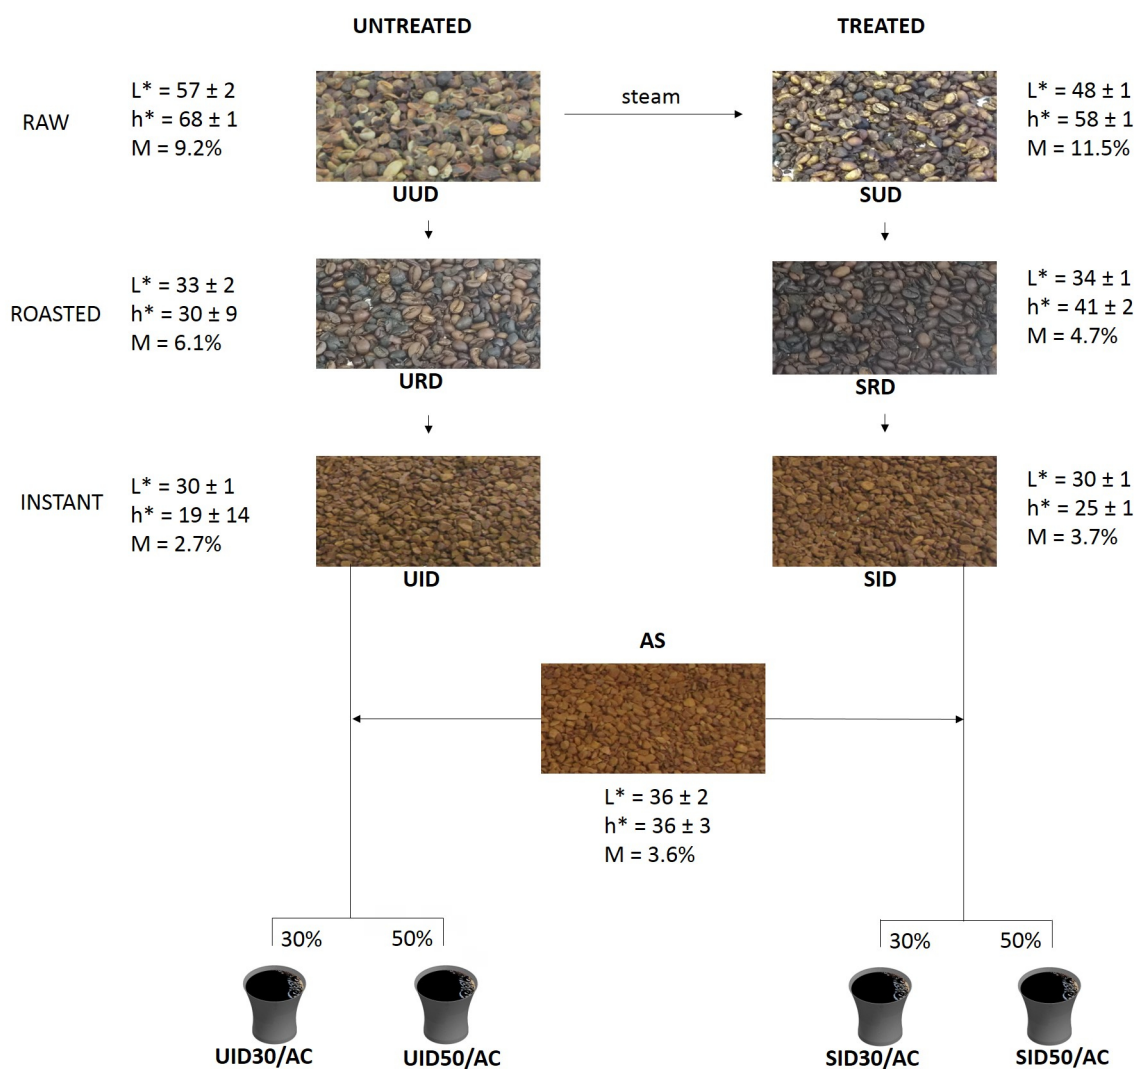 UNTREATED
TREATED
RAW
L* = 57 ± 2
h* = 68 ± 1
M = 9.2%
steam
L* = 48 ± 1
h* = 58 ± 1
M = 11.5%
UUD
SUD
ROASTED
L* = 33 ± 2
h* = 30 ± 9
M = 6.1%
L* = 34 ± 1
h* = 41 ± 2
M = 4.7%
URD
SRD
INSTANT
L* = 30 ± 1
h* = 19 ± 14
M = 2.7%
L* = 30 ± 1
h* = 25 ± 1
M = 3.7%
UID
SID
AS
L* = 36 ± 2
h* = 36 ± 3
M = 3.6%
30%
50%
30%
50%
UID30/AC
UID50/AC
SID30/AC
SID50/AC